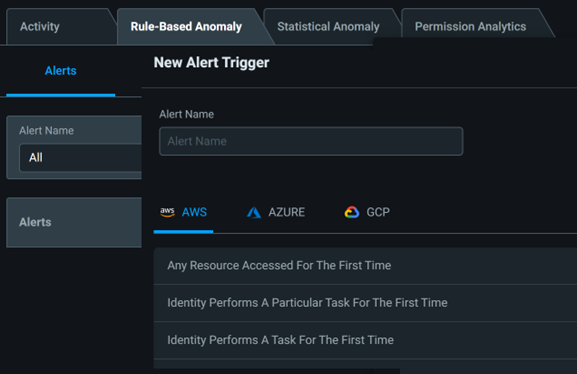 Activity
Rule-Based Anomaly
Statistical Anomaly
Permission Analytics
Alerts
New Alert Trigger
Alert Name
All
Alerts
Alert Name
Alert Name
aws AWS
AZURE
GCP
Any Resource Accessed For The First Time
Identity Performs A Particular Task For The First Time
Identity Performs A Task For The First Time